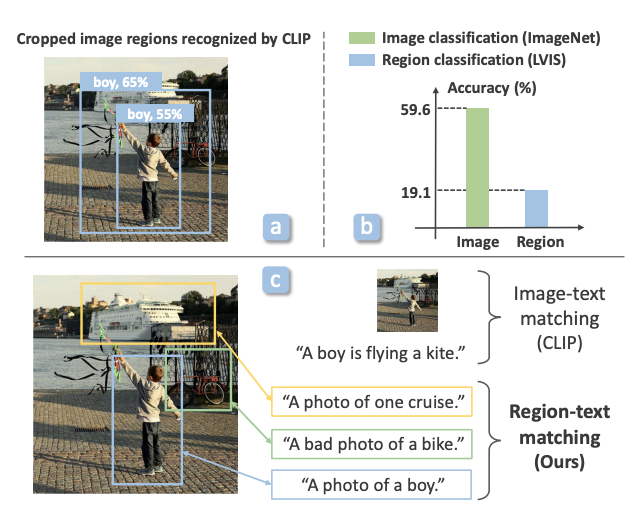 Cropped image regions recognized by CLIP
boy, 65%
boy, 55%
a
Image classification (ImageNet)
Region classification (LVIS)
Accuracy (%)
59.6
19.1
Image
Region
b
c
Image-text
matching
(CLIP)
“A boy is flying a kite.”
“A photo of one cruise.”
“A bad photo of a bike.”
“A photo of a boy.”
Region-text
matching
(Ours)